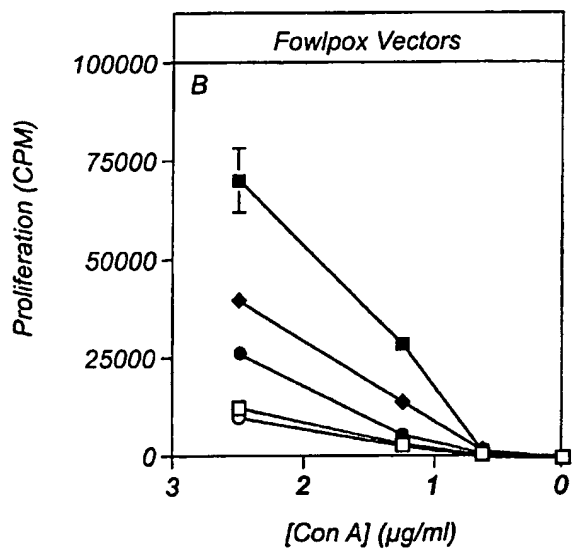 Fowlpox Vectors
B
100000
75000
50000
25000
0
Proliferation (CPM)
3 2 1 0
[Con A] (µg/ml)